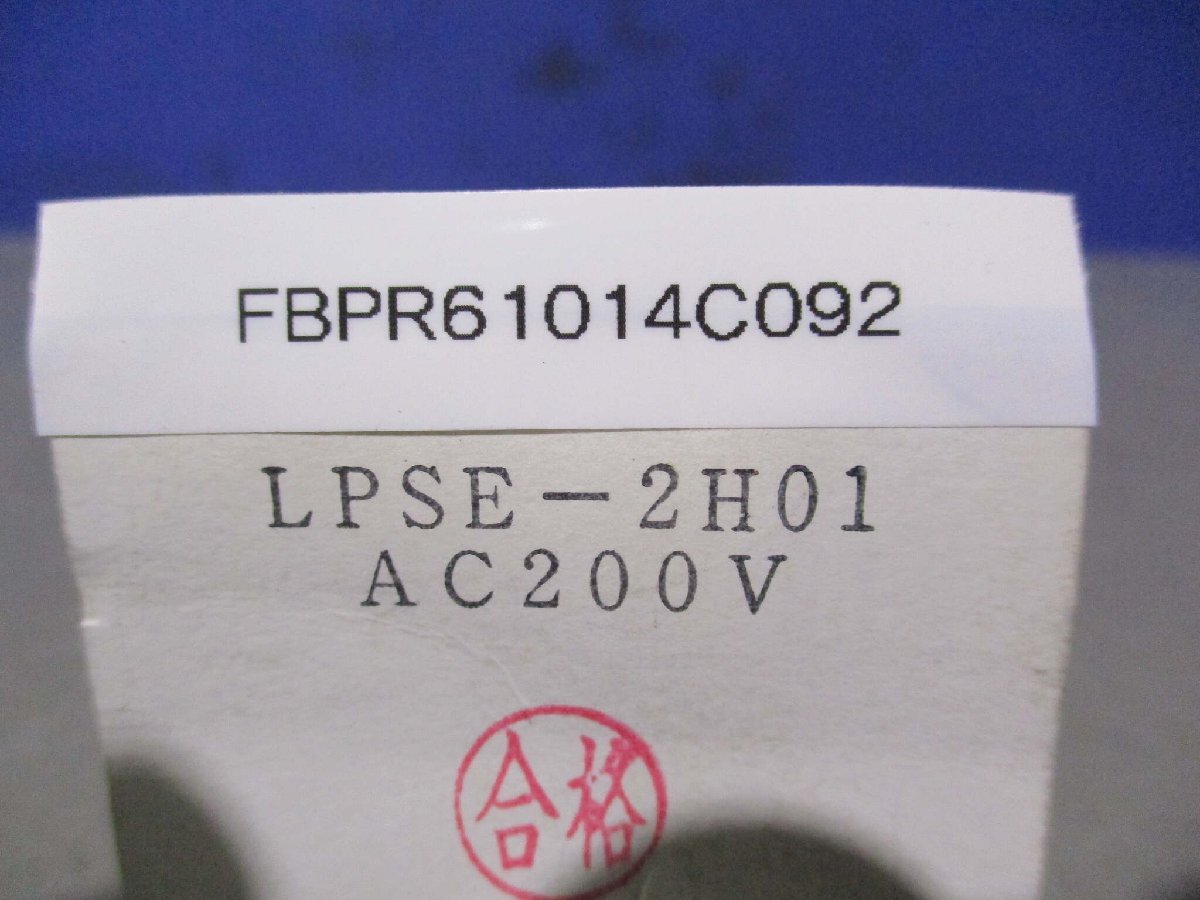 FBPR61014C092
LPSE-2H01
AC200V
合格